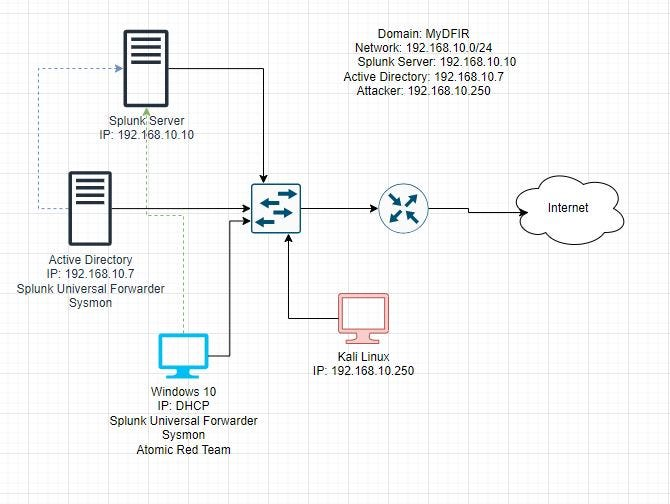 Domain: MyDFIR
Network: 192.168.10.0/24
Splunk Server: 192.168.10.10
Active Directory: 192.168.10.7
Attacker: 192.168.10.250
Splunk Server
IP: 192.168.10.10
Internet
Active Directory
IP: 192.168.10.7
Splunk Universal Forwarder
Sysmon
Kali Linux
IP: 192.168.10.250
Windows 10
IP: DHCP
Splunk Universal Forwarder
Sysmon
Atomic Red Team